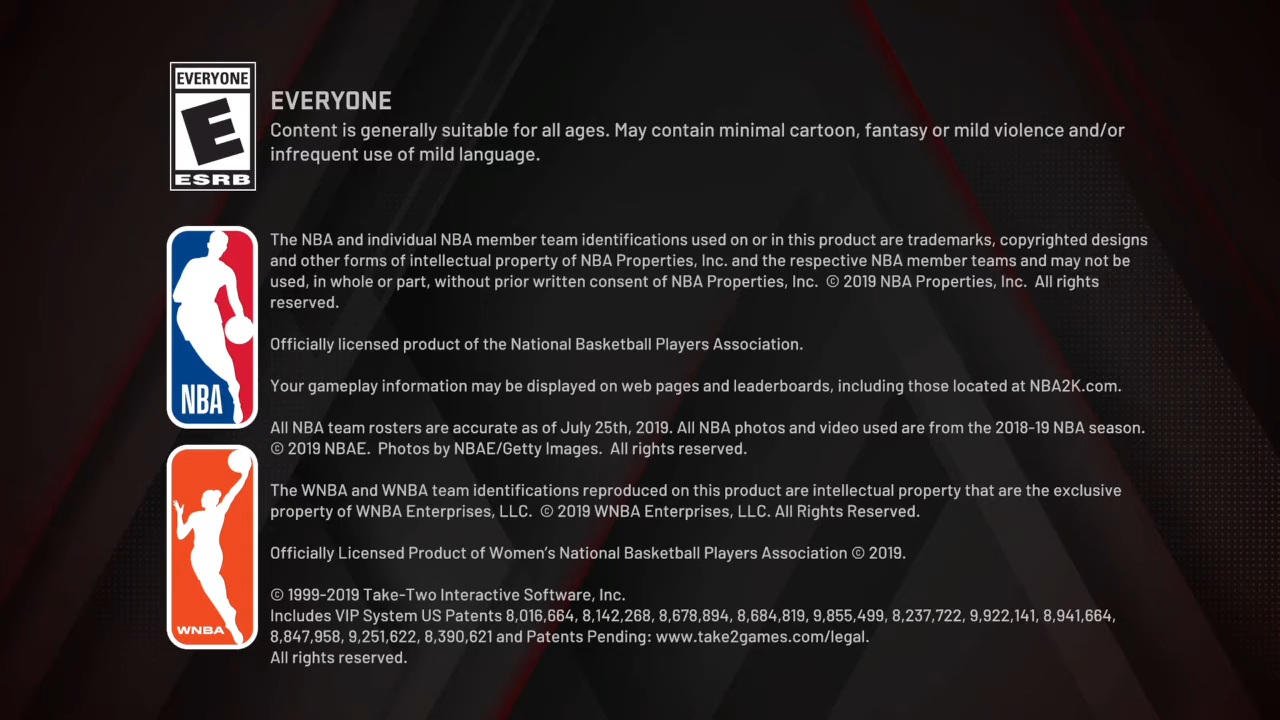 EVERYONE
E
ESRB
EVERYONE
Content is generally suitable for all ages. May contain minimal cartoon, fantasy or mild violence and/or
infrequent use of mild language.
The NBA and individual NBA member team identifications used on or in this product are trademarks, copyrighted designs
and other forms of intellectual property of NBA Properties, Inc. and the respective NBA member teams and may not be
used, in whole or part, without prior written consent of NBA Properties, Inc.  © 2019 NBA Properties, Inc.  All rights
reserved.
Officially licensed product of the National Basketball Players Association.
Your gameplay information may be displayed on web pages and leaderboards, including those located at NBA2K.com.
NBA
All NBA team rosters are accurate as of July 25th, 2019. All NBA photos and video used are from the 2018-19 NBA season.
© 2019 NBAE.  Photos by NBAE/Getty Images.  All rights reserved.
The WNBA and WNBA team identifications reproduced on this product are intellectual property that are the exclusive
property of WNBA Enterprises, LLC.  © 2019 WNBA Enterprises, LLC. All Rights Reserved.
Officially Licensed Product of Women's National Basketball Players Association © 2019.
© 1999-2019 Take-Two Interactive Software, Inc.
Includes VIP System US Patents 8,016,664, 8,142,268, 8,678,894, 8,684,819, 9,855,499, 8,237,722, 9,922,141, 8,941,664,
8,847,958, 9,251,622, 8,390,621 and Patents Pending: www.take2games.com/legal.
All rights reserved.
WNBA